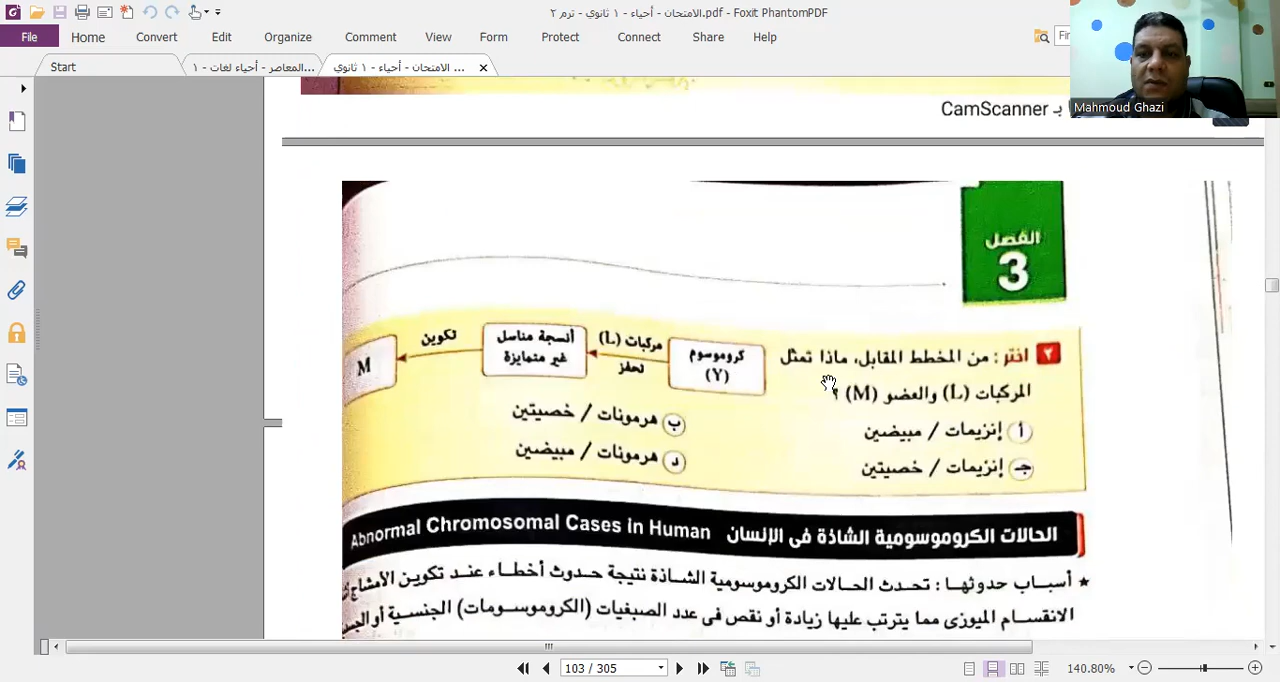 الامتحان - أحياء - ١ ثانوي - ترم ٢.pdf - Foxit PhantomPDF
File Home Convert Edit Organize Comment View Form Protect Connect Share Help
Start
المعاصر - أحياء لغات - ١...
الامتحان - أحياء - ١ ثانوي ...
Mahmoud Ghazi
بـ CamScanner
الفصل
3
٢ اختر : من المخطط المقابل، ماذا تمثل
المركبات (L) والعضو (M) ؟
كروموسوم
(Y)
مركبات (L)
تحفز
أنسجة مناسل
غير متمايزة
تكوين
M
أ إنزيمات / مبيضين
ب هرمونات / خصيتين
جـ إنزيمات / خصيتين
د هرمونات / مبيضين
الحالات الكروموسومية الشاذة فى الإنسان Abnormal Chromosomal Cases in Human
★ أسباب حدوثها : تحدث الحالات الكروموسومية الشاذة نتيجة حدوث أخطاء عند تكوين الأمشاج
الانقسام الميوزى مما يترتب عليها زيادة أو نقص فى عدد الصبغيات (الكروموسومات) الجنسية أو
103 / 305
140.80%